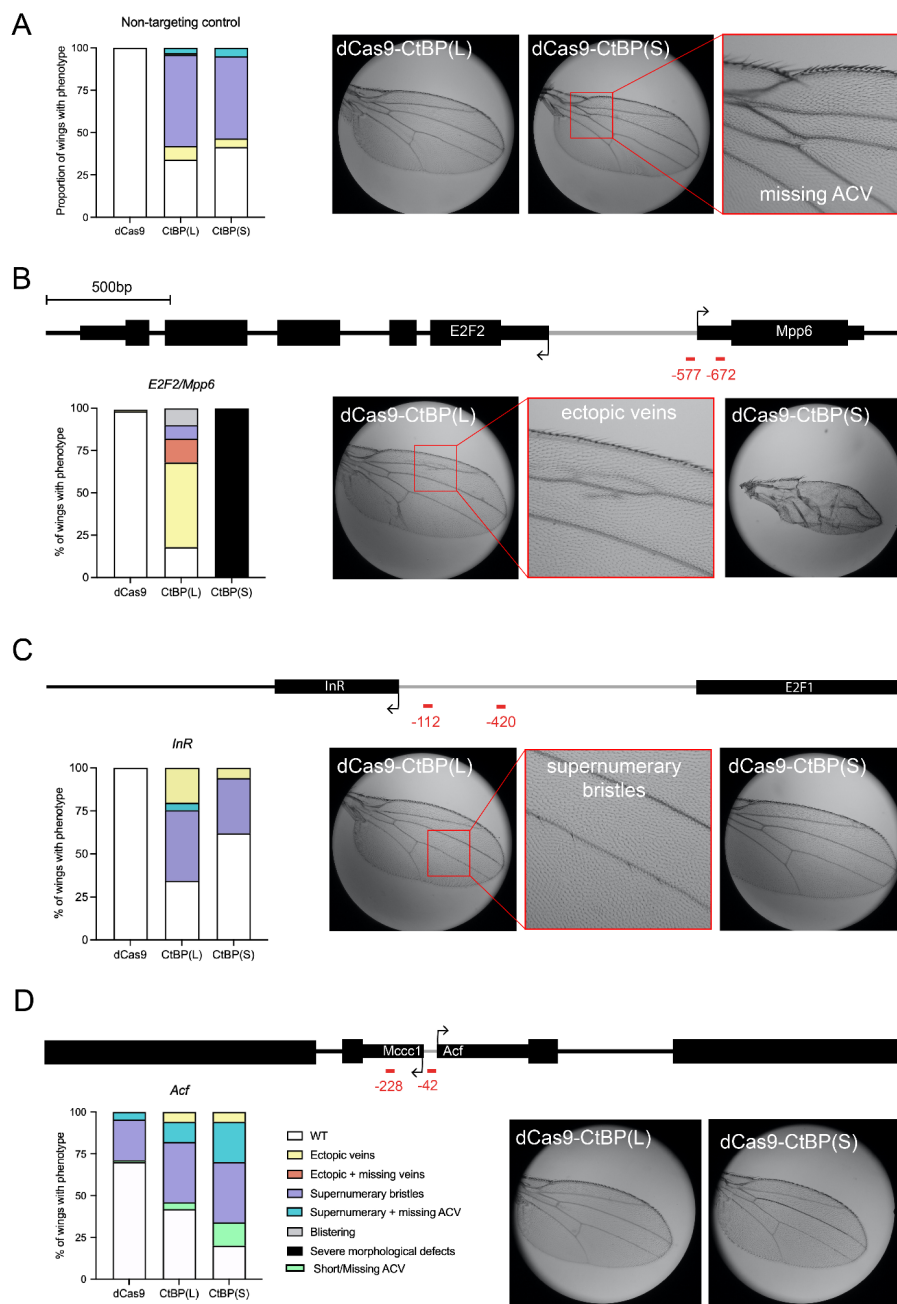 A
Non-targeting control
Proportion of wings with phenotype
100
75
50
25
0
dCas9
CtBP(L)
CtBP(S)
dCas9-CtBP(L)
dCas9-CtBP(S)
missing ACV
B
500bp
E2F2
Mpp6
-577
-672
E2F2/Mpp6
% of wings with phenotype
100
75
50
25
0
dCas9
CtBP(L)
CtBP(S)
dCas9-CtBP(L)
ectopic veins
dCas9-CtBP(S)
C
InR
E2F1
-112
-420
InR
% of wings with phenotype
100
75
50
25
0
dCas9
CtBP(L)
CtBP(S)
dCas9-CtBP(L)
supernumerary
bristles
dCas9-CtBP(S)
D
Mccc1
Acf
-228
-42
Acf
% of wings with phenotype
100
75
50
25
0
dCas9
CtBP(L)
CtBP(S)
WT
Ectopic veins
Ectopic + missing veins
Supernumerary bristles
Supernumerary + missing ACV
Blistering
Severe morphological defects
Short/Missing ACV
dCas9-CtBP(L)
dCas9-CtBP(S)